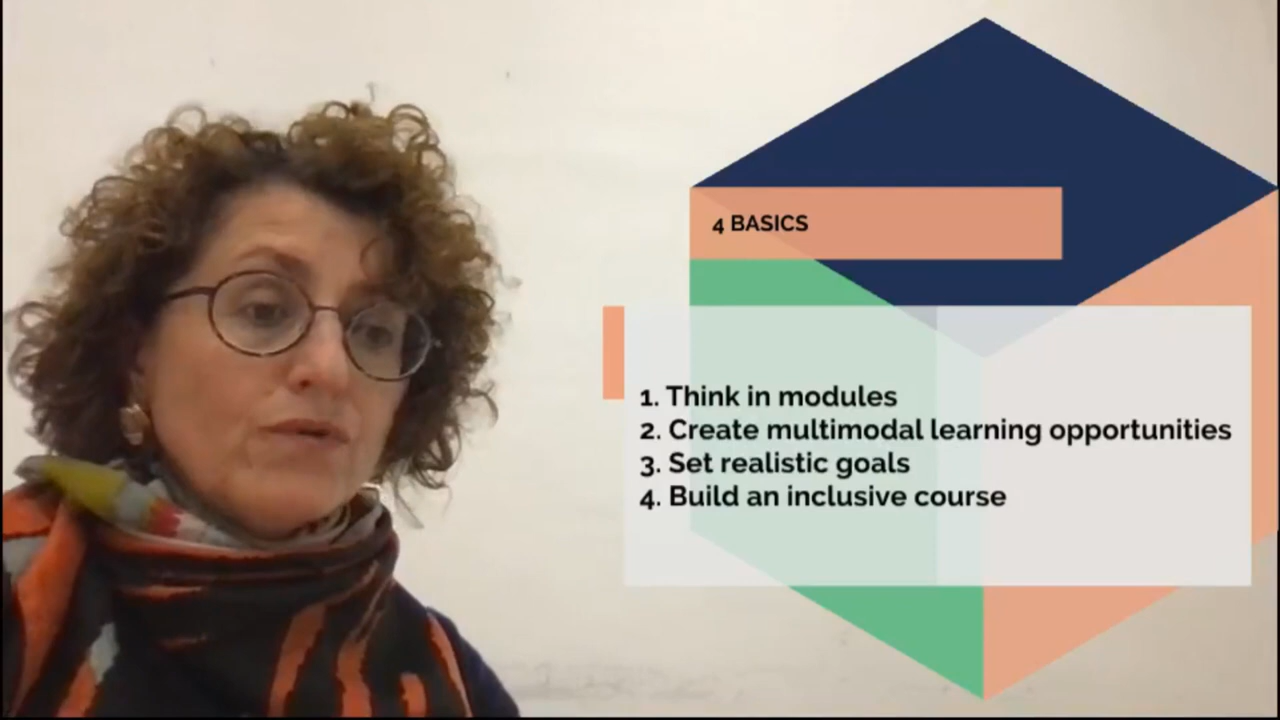 4 BASICS
1. Think in modules
2. Create multimodal learning opportunities
3. Set realistic goals
4. Build an inclusive course